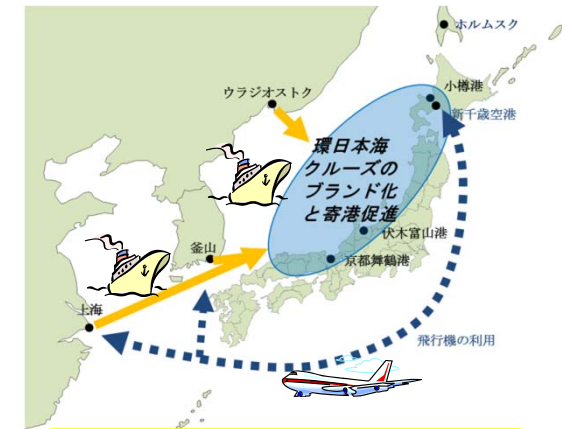 ホルムスク
小樽港
新千歳空港
ウラジオストク
環日本海
クルーズの
ブランド化
と寄港促進
伏木富山港
京都舞鶴港
釜山
上海
飛行機の利用